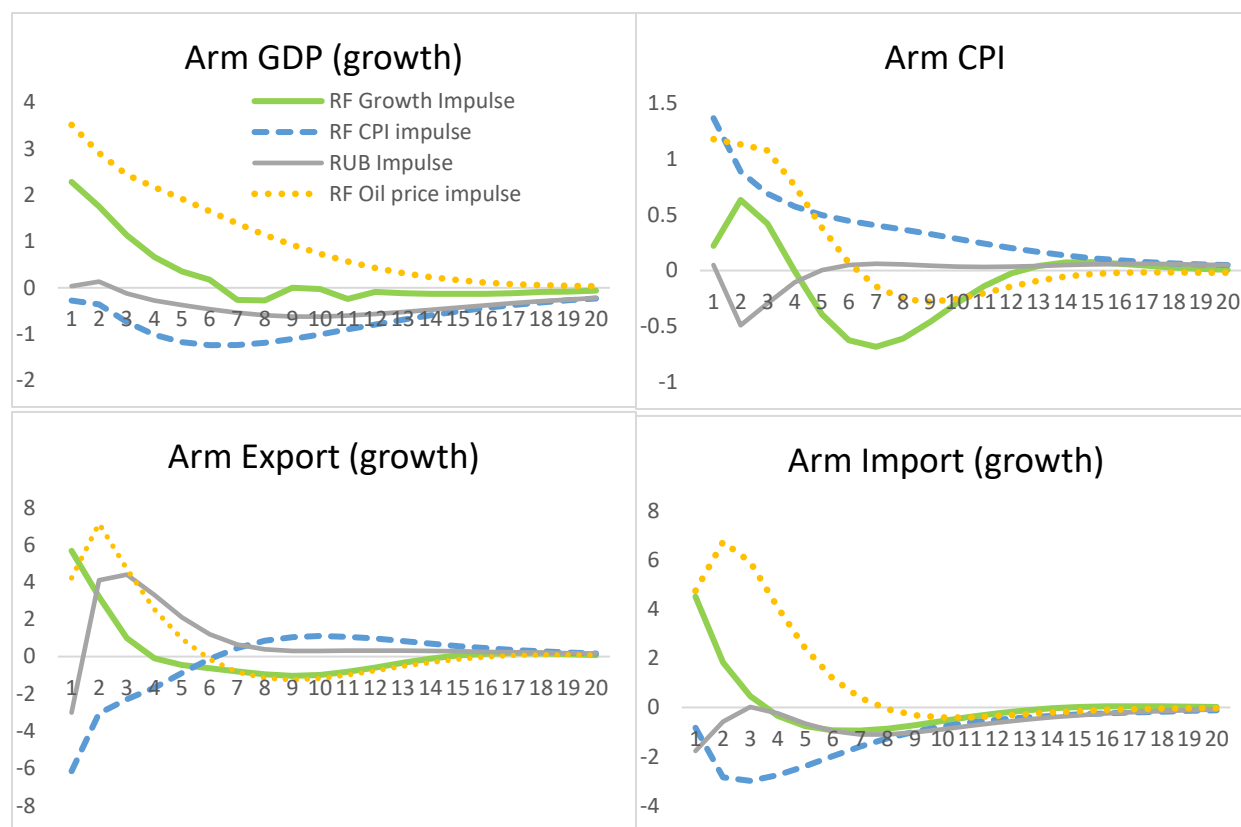 Arm GDP (growth)
4
3
2
1
0
-1
-2
RF Growth Impulse
RF CPI impulse
RUB Impulse
RF Oil price impulse
1 2 3 4 5 6 7 8 9 10 11 12 13 14 15 16 17 18 19 20
Arm CPI
1.5
1
0.5
0
-0.5
-1
1 2 3 4 5 6 7 8 9 10 11 12 13 14 15 16 17 18 19 20
Arm Export (growth)
8
6
4
2
0
-2
-4
-6
-8
1 2 3 4 5 6 7 8 9 10 11 12 13 14 15 16 17 18 19 20
Arm Import (growth)
8
6
4
2
0
-2
-4
1 2 3 4 5 6 7 8 9 10 11 12 13 14 15 16 17 18 19 20